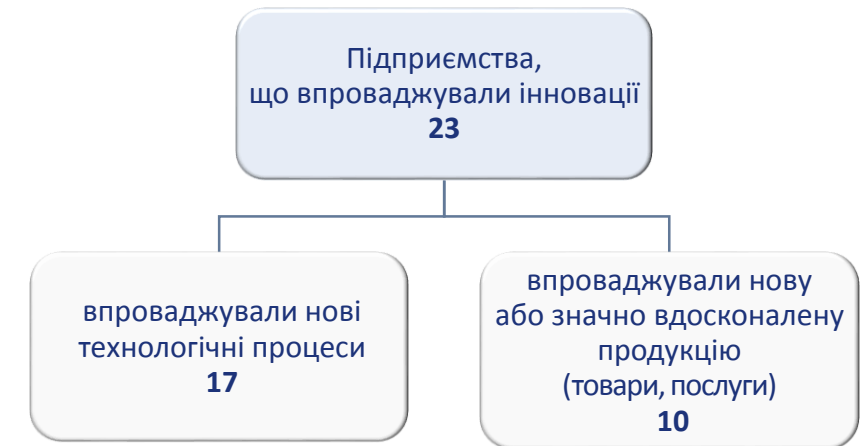 Підприємства,
що впроваджували інновації
23
впроваджували нові
технологічні процеси
17
впроваджували нову
або значно вдосконалену
продукцію
(товари, послуги)
10